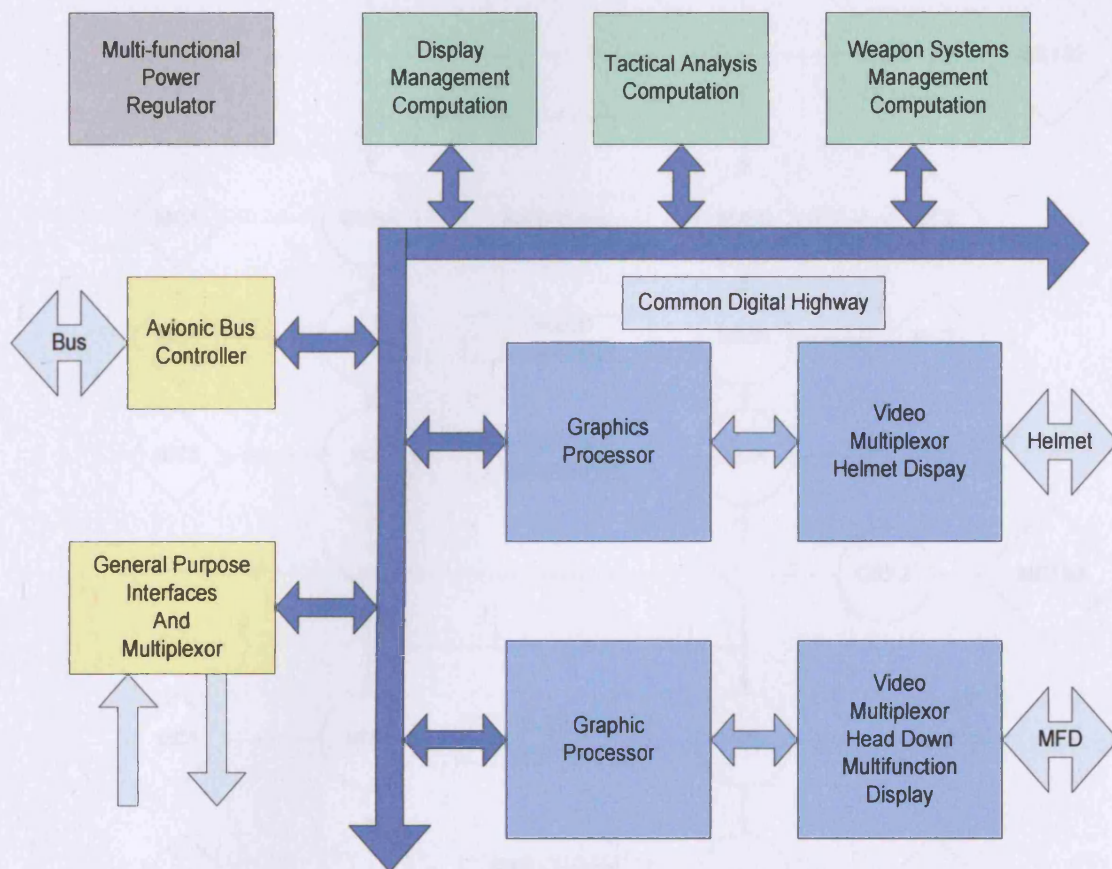 Multi-functional
Power
Regulator
Display
Management
Computation
Tactical Analysis
Computation
Weapon Systems
Management
Computation
Common Digital Highway
Bus
Avionic Bus
Controller
Graphics
Processor
Video
Multiplexor
Helmet Dispay
Helmet
General Purpose
Interfaces
And
Multiplexor
Graphic
Processor
Video
Multiplexor
Head Down
Multifunction
Display
MFD